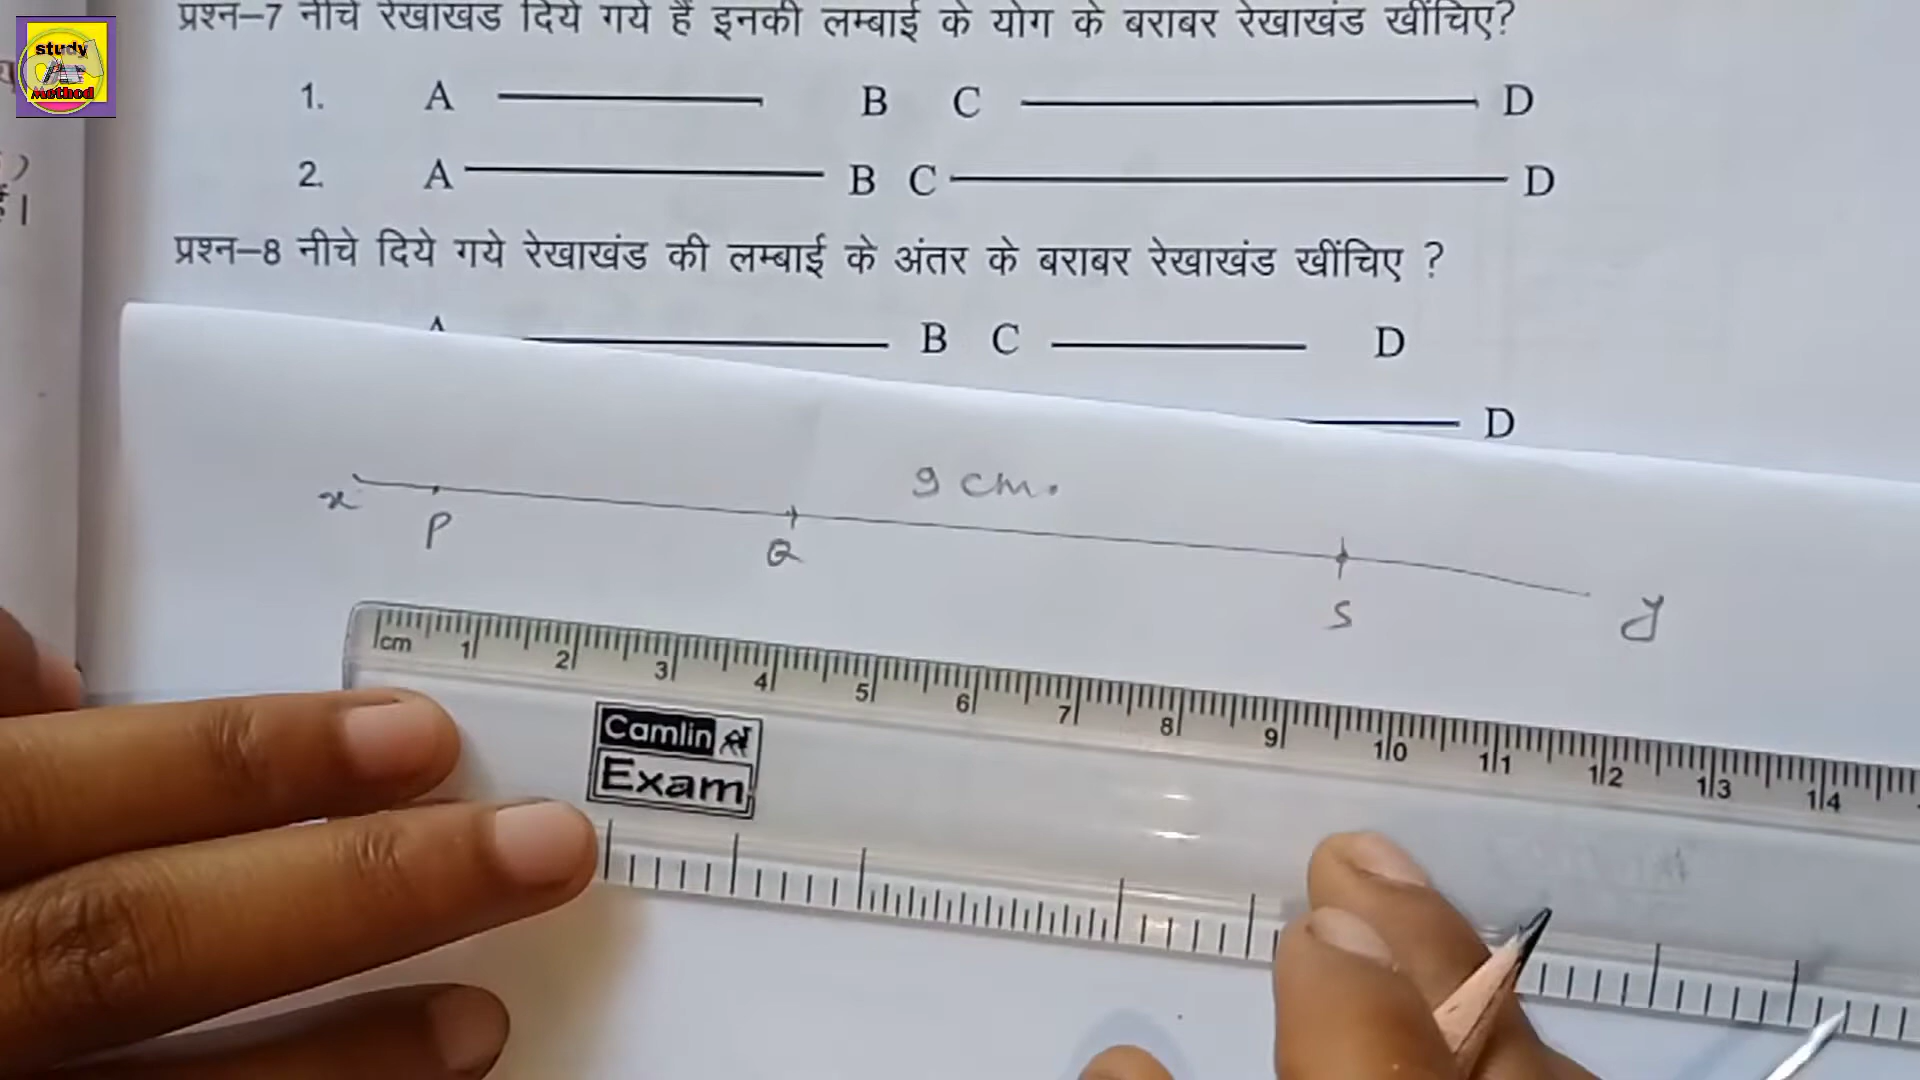 प्रश्न–7 नीचे रेखाखंड दिये गये हैं इनकी लम्बाई के योग के बराबर रेखाखंड खींचिए?
study
Method
1. A B C D
2. A B C D
प्रश्न–8 नीचे दिये गये रेखाखंड की लम्बाई के अंतर के बराबर रेखाखंड खींचिए ?
A B C D
D
9 cm.
x P Q S y
cm 1 2 3 4 5 6 7 8 9 10 11 12 13 14
Camlin
Exam